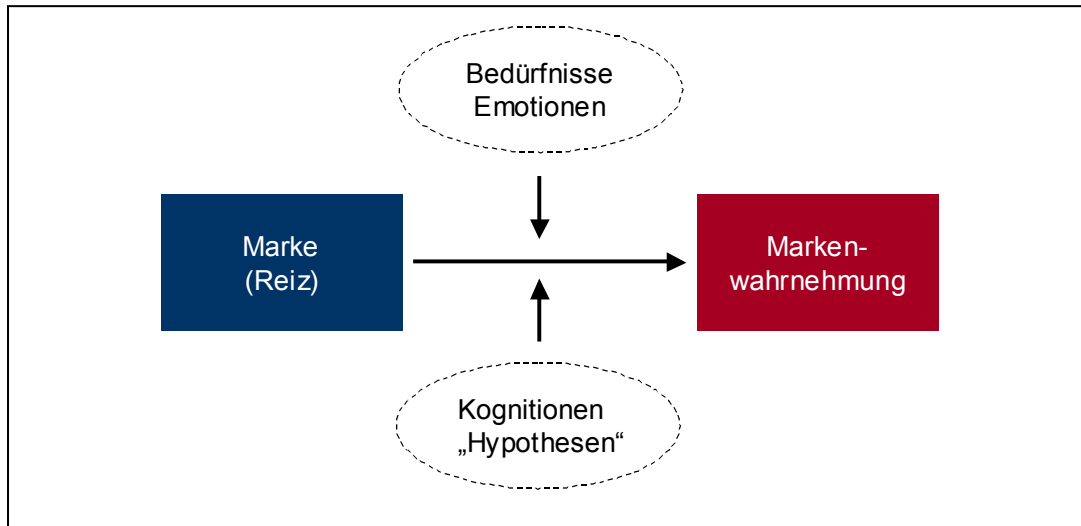 Bedürfnisse
Emotionen
Marke
(Reiz)
Marken-
wahrnehmung
Kognitionen
„Hypothesen“